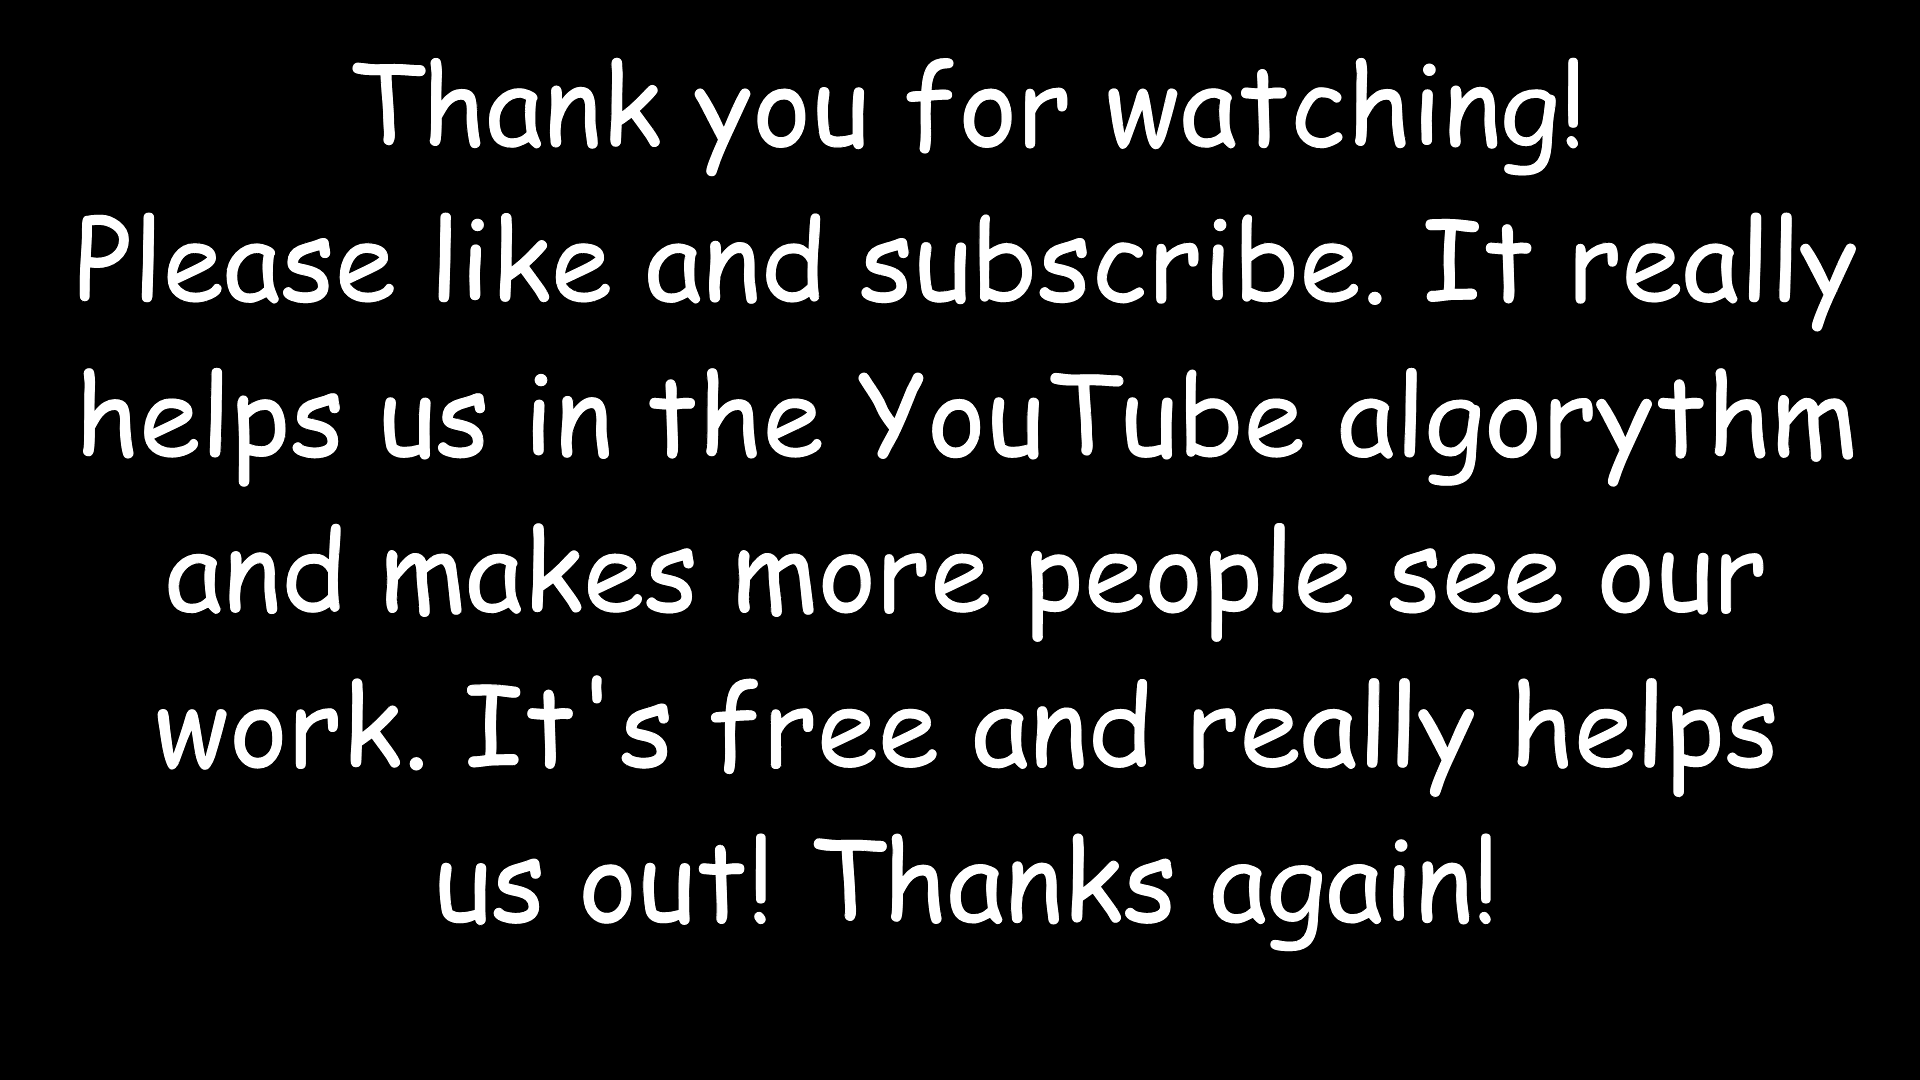 Thank you for watching!
Please like and subscribe. It really
helps us in the YouTube algorythm
and makes more people see our
work. It's free and really helps
us out! Thanks again!